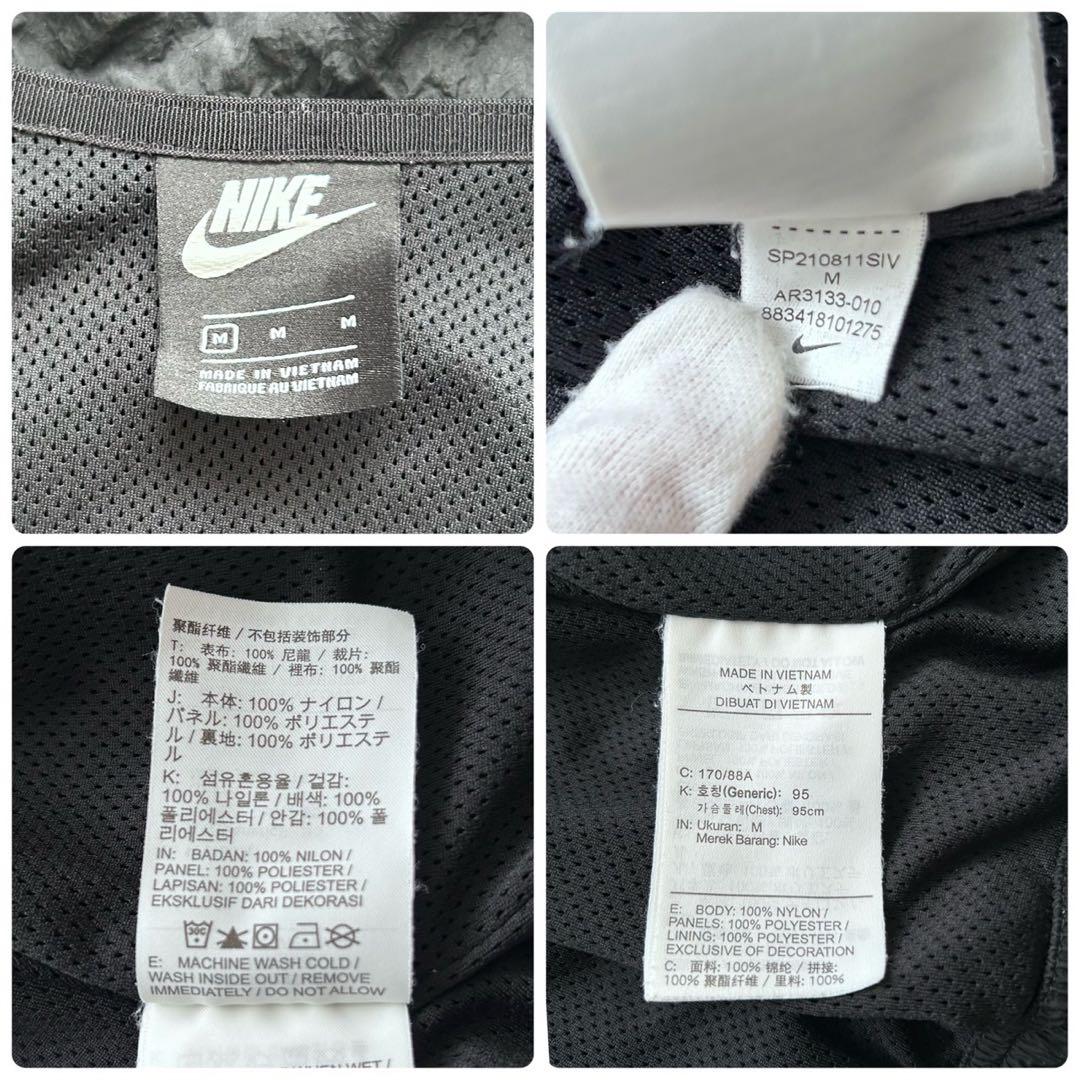 NIKE
M M M
MADE IN VIETNAM
FABRIQUE AU VIETNAM
SP210811SIV
M
AR3133-010
883418101275
聚酯纤维 / 不包括装饰部分
T: 表布: 100% 尼龍 / 裁片:
100% 聚酯纖維 / 裡布: 100% 聚酯
纖維
J: 本体: 100% ナイロン /
パネル: 100% ポリエステ
ル / 裏地: 100% ポリエステ
ル
K: 섬유혼용율 / 겉감:
100% 나일론 / 배색: 100%
폴리에스터 / 안감: 100% 폴
리에스터
IN: BADAN: 100% NILON /
PANEL: 100% POLIESTER /
LAPISAN: 100% POLIESTER /
EKSKLUSIF DARI DEKORASI
30C
E: MACHINE WASH COLD /
WASH INSIDE OUT / REMOVE
IMMEDIATELY / DO NOT ALLOW
WHEN WET /
MADE IN VIETNAM
ベトナム製
DIBUAT DI VIETNAM
C: 170/88A
K: 호칭(Generic): 95
가슴둘레(Chest): 95cm
IN: Ukuran: M
Merek Barang: Nike
E: BODY: 100% NYLON /
PANELS: 100% POLYESTER /
LINING: 100% POLYESTER /
EXCLUSIVE OF DECORATION
C: 面料: 100% 锦纶 / 拼接:
100% 聚酯纤维 / 里料: 100%